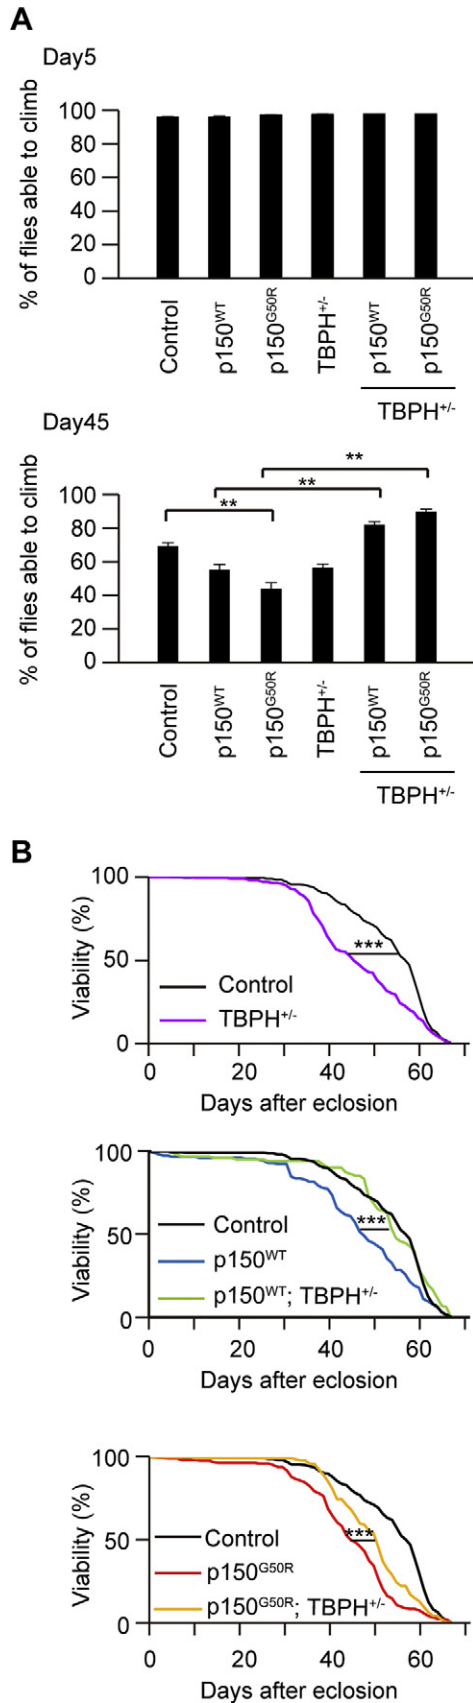 A
Day5
% of flies able to climb
100
80
60
40
20
0
Control
p150WT
p150G50R
TBPH+/-
p150WT
p150G50R
TBPH+/-
Day45
% of flies able to climb
100
80
60
40
20
0
**
**
**
Control
p150WT
p150G50R
TBPH+/-
p150WT
p150G50R
TBPH+/-
B
Viability (%)
100
50
0
***
Control
TBPH+/-
0 20 40 60
Days after eclosion
Viability (%)
100
50
0
***
Control
p150WT
p150WT; TBPH+/-
0 20 40 60
Days after eclosion
Viability (%)
100
50
0
***
Control
p150G50R
p150G50R; TBPH+/-
0 20 40 60
Days after eclosion